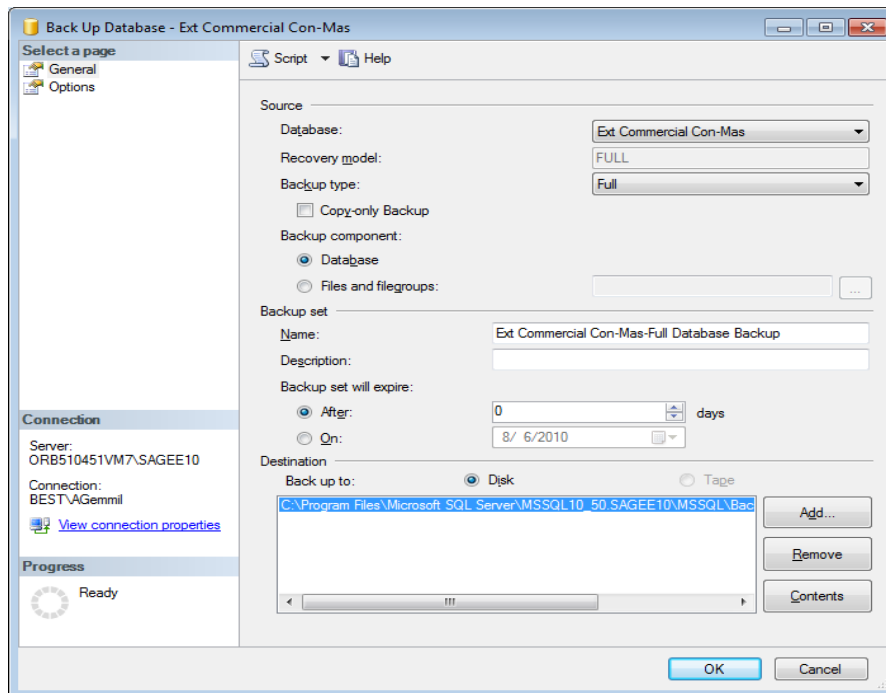 Back Up Database - Ext Commercial Con-Mas
Select a page
General
Options
Script Help
Source
Database: Ext Commercial Con-Mas
Recovery model: FULL
Backup type: Full
Copy-only Backup
Backup component:
Database
Files and filegroups: ...
Backup set
Name: Ext Commercial Con-Mas-Full Database Backup
Description:
Backup set will expire:
After: 0 days
On: 8/ 6/2010
Destination
Back up to: Disk Tape
C:\Program Files\Microsoft SQL Server\MSSQL10_50.SAGEE10\MSSQL\Bac
Add...
Remove
Contents
Connection
Server:
ORB510451VM7\SAGEE10
Connection:
BEST\AGemmil
View connection properties
Progress
Ready
OK Cancel